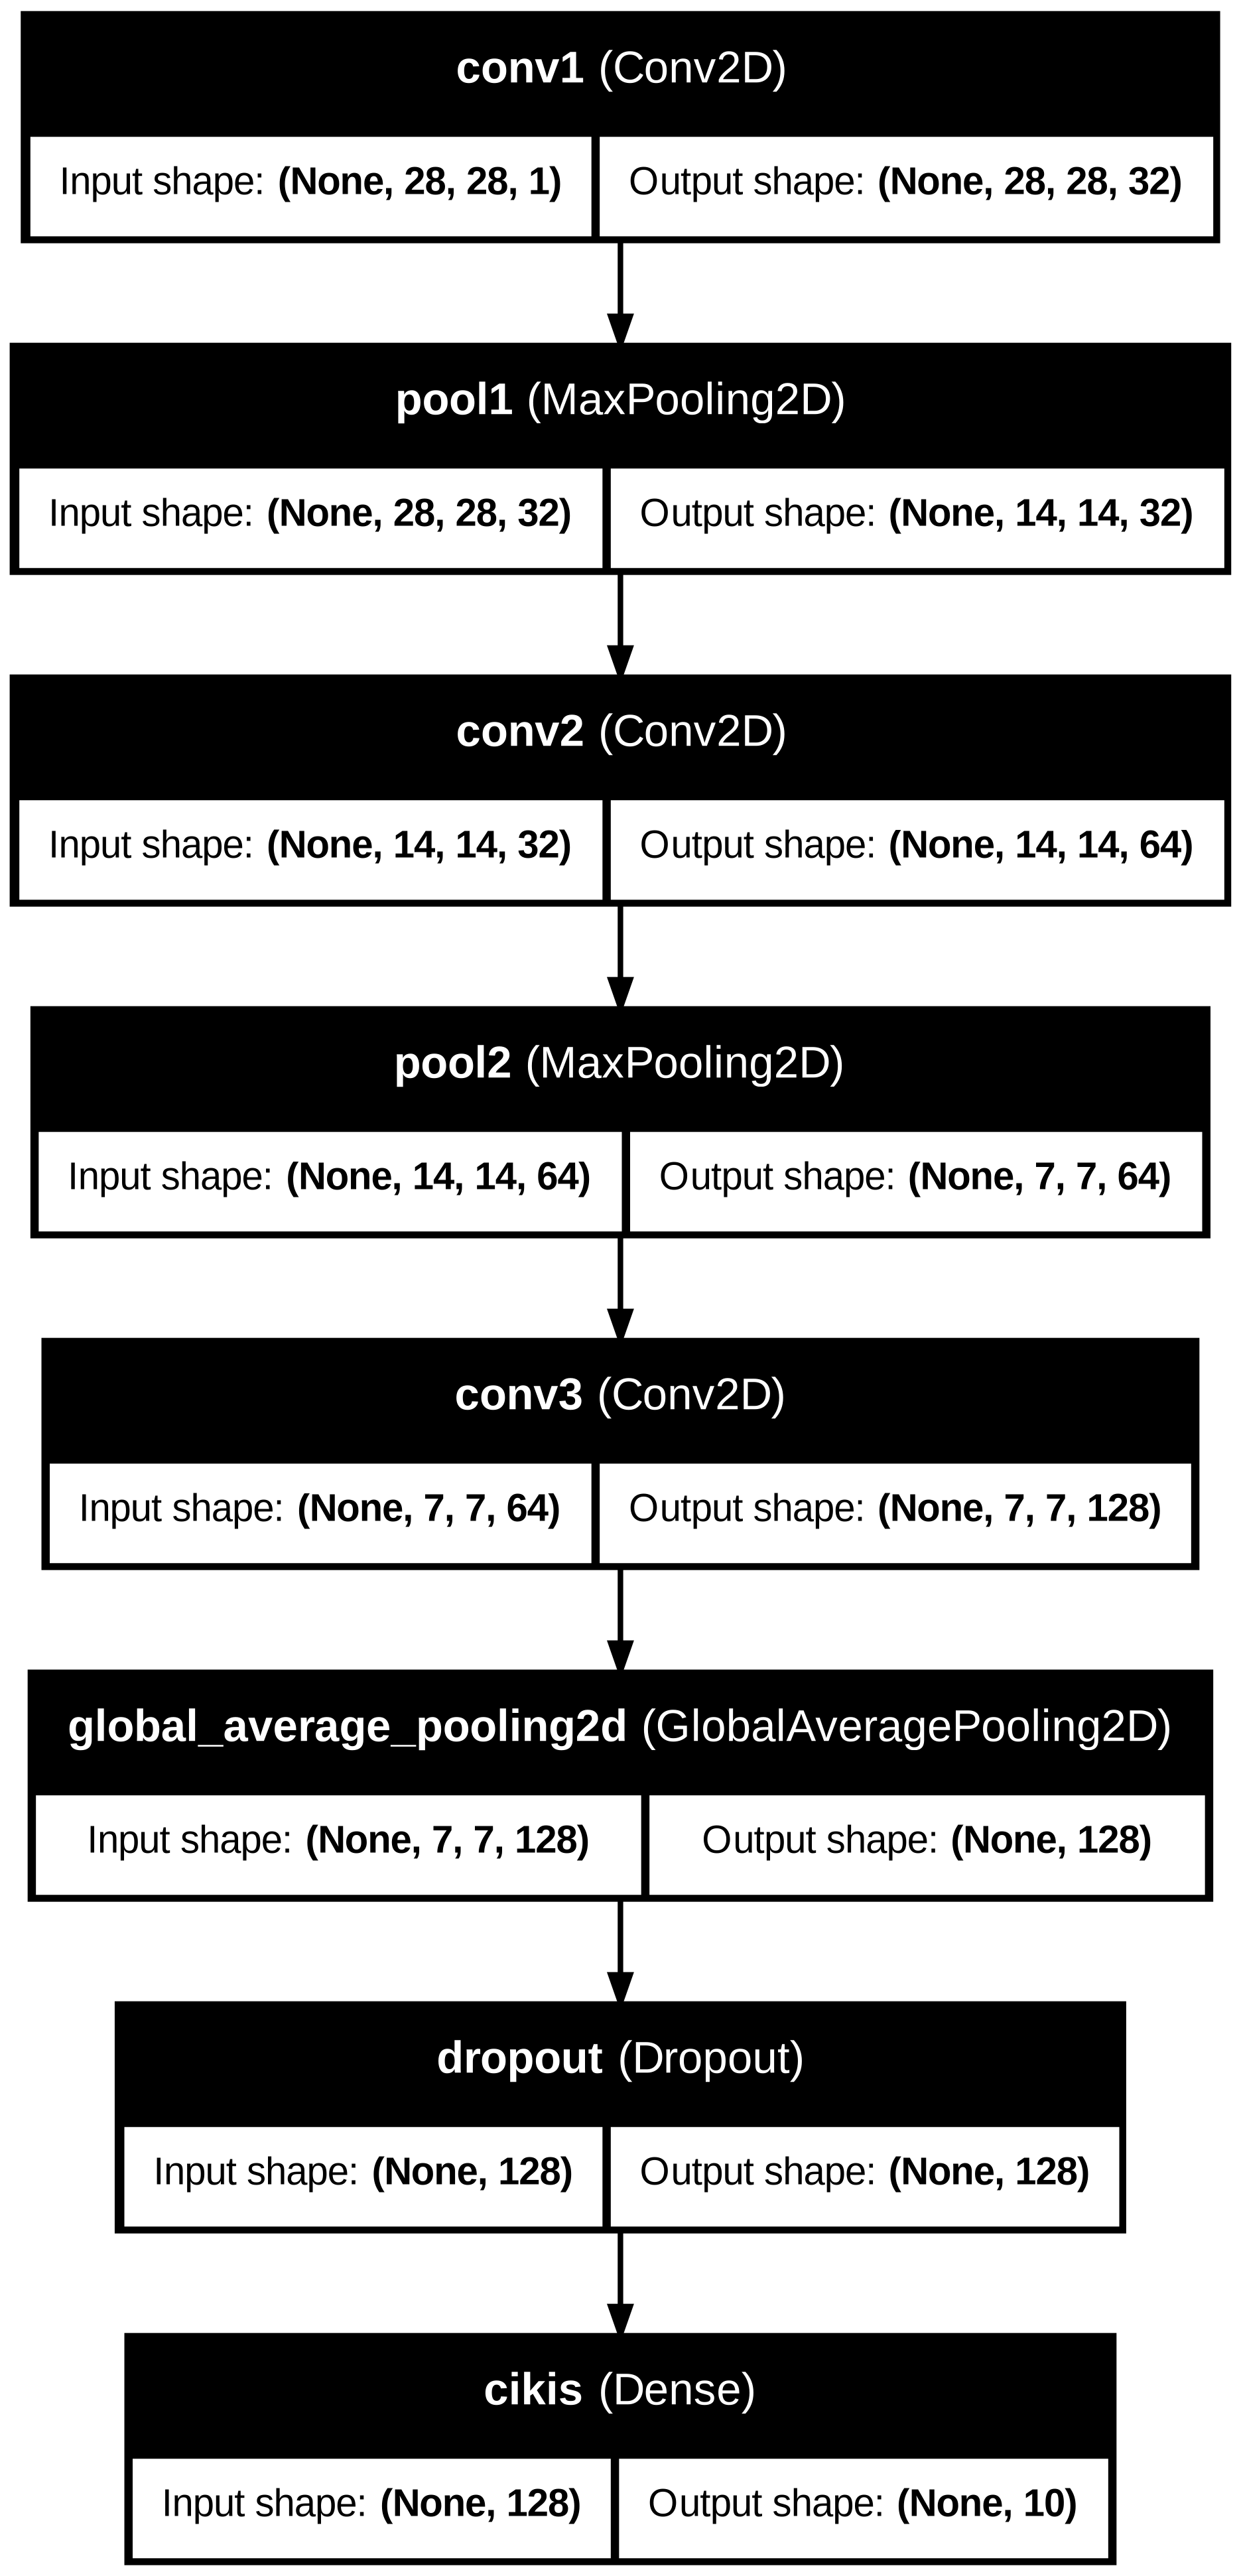 conv1 (Conv2D)
Input shape: (None, 28, 28, 1) Output shape: (None, 28, 28, 32)
pool1 (MaxPooling2D)
Input shape: (None, 28, 28, 32) Output shape: (None, 14, 14, 32)
conv2 (Conv2D)
Input shape: (None, 14, 14, 32) Output shape: (None, 14, 14, 64)
pool2 (MaxPooling2D)
Input shape: (None, 14, 14, 64) Output shape: (None, 7, 7, 64)
conv3 (Conv2D)
Input shape: (None, 7, 7, 64) Output shape: (None, 7, 7, 128)
global_average_pooling2d (GlobalAveragePooling2D)
Input shape: (None, 7, 7, 128) Output shape: (None, 128)
dropout (Dropout)
Input shape: (None, 128) Output shape: (None, 128)
cikis (Dense)
Input shape: (None, 128) Output shape: (None, 10)